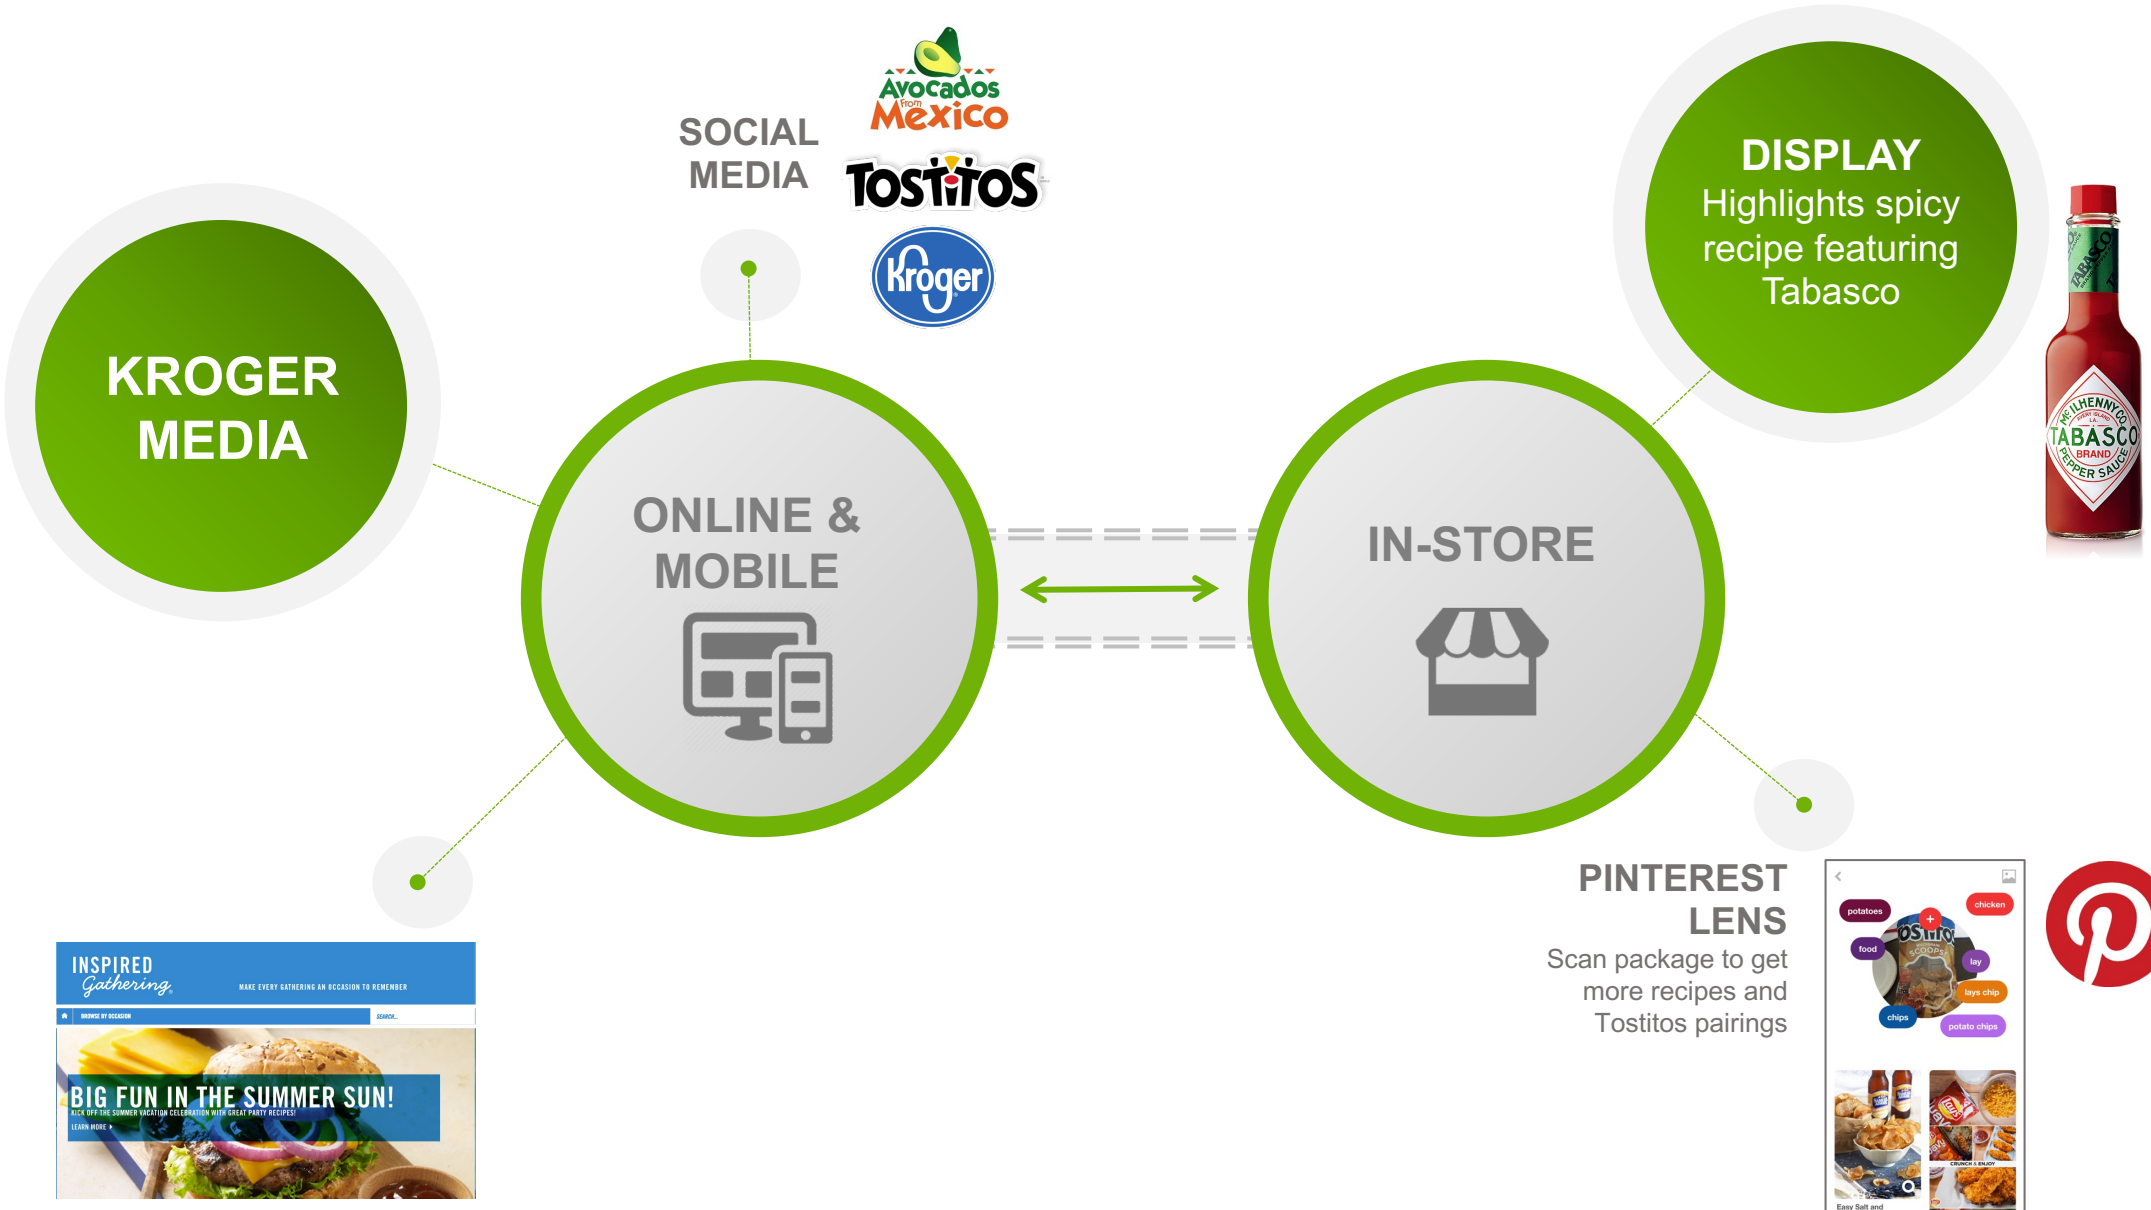 KROGER
MEDIA
SOCIAL
MEDIA
Avocados
From
Mexico
TOSTITOS
Kroger
ONLINE &
MOBILE
IN-STORE
DISPLAY
Highlights spicy
recipe featuring
Tabasco
TABASCO
McILHENNY CO.
TABASCO
BRAND
PEPPER SAUCE
INSPIRED
Gathering
MAKE EVERY GATHERING AN OCCASION TO REMEMBER
BROWSE BY OCCASION
SEARCH...
BIG FUN IN THE SUMMER SUN!
KICK OFF THE SUMMER VACATION CELEBRATION WITH GREAT PARTY RECIPES!
LEARN MORE
PINTEREST
LENS
Scan package to get
more recipes and
Tostitos pairings
potatoes
chicken
food
SCOOPS!
lay
lays chip
chips
potato chips
Lays
CRUNCH & ENJOY
Easy Salt and